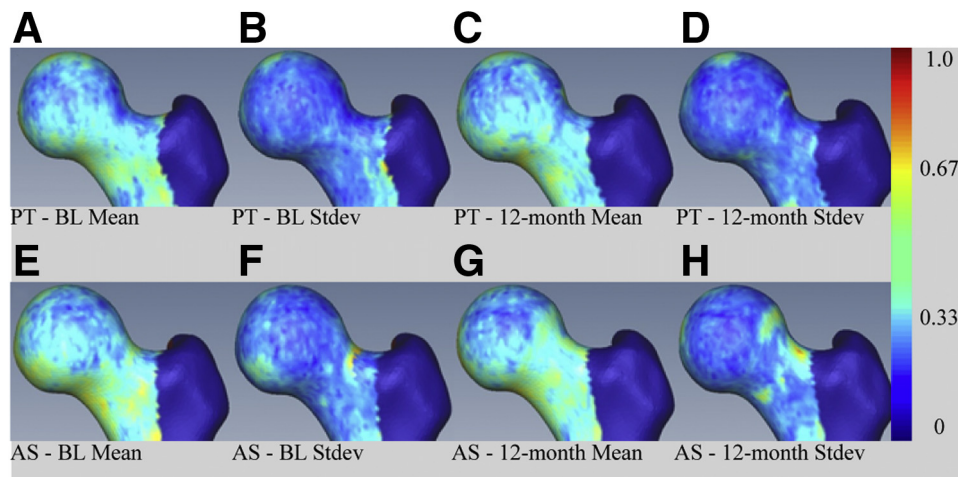 A B C D
1.0
0.67
PT - BL Mean PT - BL Stdev PT - 12-month Mean PT - 12-month Stdev
E F G H
0.33
0
AS - BL Mean AS - BL Stdev AS - 12-month Mean AS - 12-month Stdev